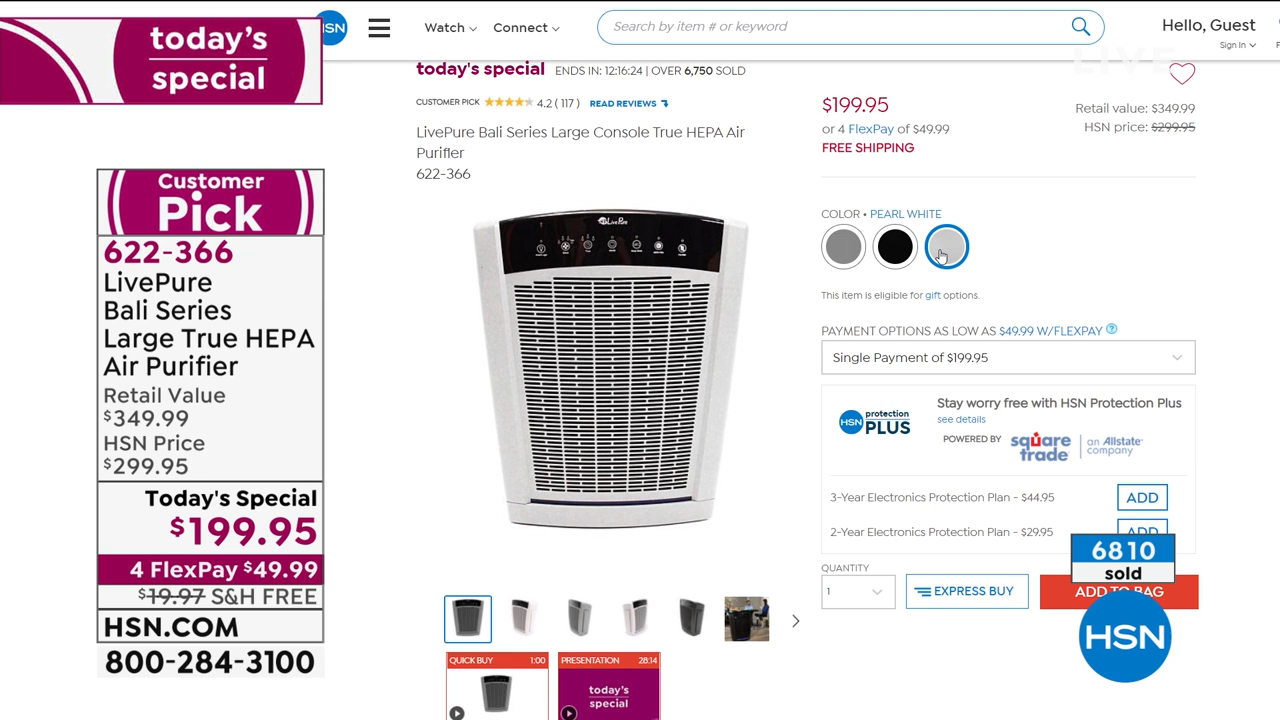 today's
special
HSN
Watch
Connect
Search by item # or keyword
Hello, Guest
Sign In
LIVE
today's special ENDS IN: 12:16:24 | OVER 6,750 SOLD
CUSTOMER PICK 4.2 ( 117 ) READ REVIEWS
LivePure Bali Series Large Console True HEPA Air
Purifier
622-366
$199.95
or 4 FlexPay of $49.99
FREE SHIPPING
Retail value: $349.99
HSN price: $299.95
COLOR • PEARL WHITE
This item is eligible for gift options.
PAYMENT OPTIONS AS LOW AS $49.99 W/FLEXPAY ?
Single Payment of $199.95
HSN protection
PLUS
Stay worry free with HSN Protection Plus
see details
POWERED BY square
trade
an Allstate
company
3-Year Electronics Protection Plan - $44.95 ADD
2-Year Electronics Protection Plan - $29.95 ADD
QUANTITY
1
EXPRESS BUY
ADD TO BAG
6810
sold
HSN
Customer
Pick
622-366
LivePure
Bali Series
Large True HEPA
Air Purifier
Retail Value
$349.99
HSN Price
$299.95
Today's Special
$199.95
4 FlexPay $49.99
$19.97 S&H FREE
HSN.COM
800-284-3100
LivePure
QUICK BUY 1:00
PRESENTATION 28:14
today's
special